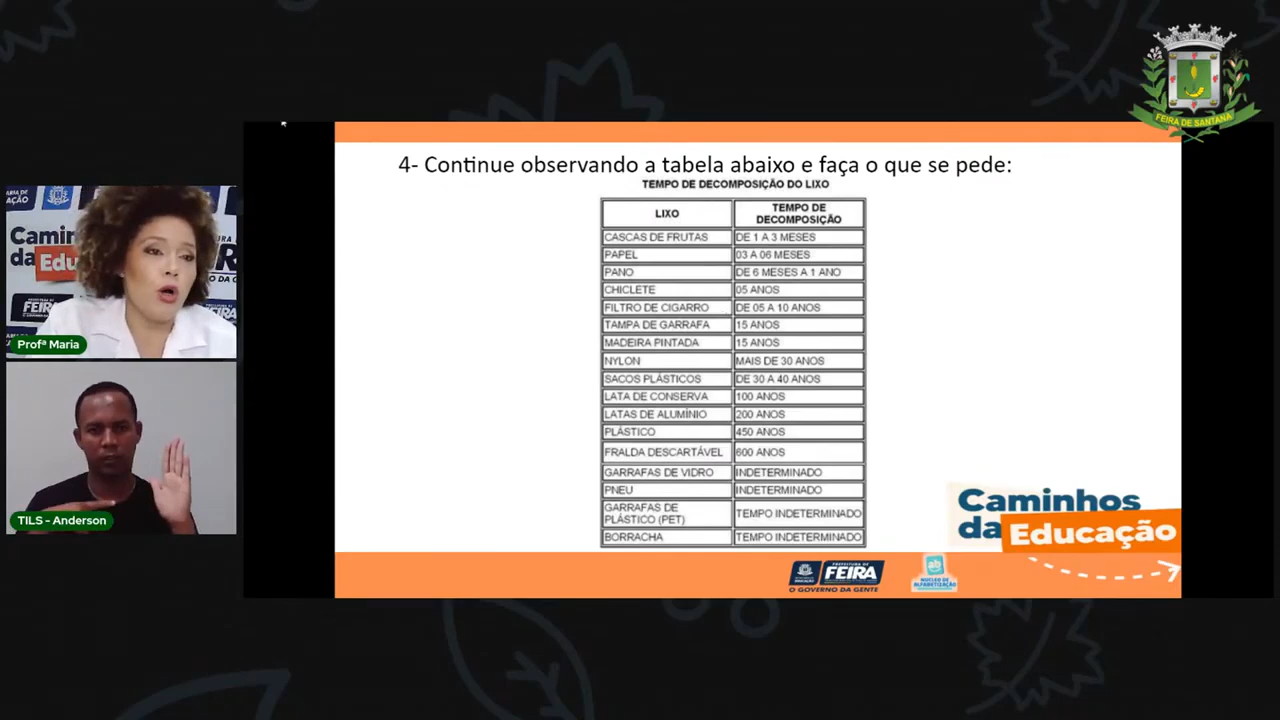 FEIRA DE SANTANA
4- Continue observando a tabela abaixo e faça o que se pede:
TEMPO DE DECOMPOSIÇÃO DO LIXO
LIXO TEMPO DE DECOMPOSIÇÃO
CASCAS DE FRUTAS DE 1 A 3 MESES
PAPEL 03 A 06 MESES
PANO DE 6 MESES A 1 ANO
CHICLETE 05 ANOS
FILTRO DE CIGARRO DE 05 A 10 ANOS
TAMPA DE GARRAFA 15 ANOS
MADEIRA PINTADA 15 ANOS
NYLON MAIS DE 30 ANOS
SACOS PLÁSTICOS DE 30 A 40 ANOS
LATA DE CONSERVA 100 ANOS
LATAS DE ALUMÍNIO 200 ANOS
PLÁSTICO 450 ANOS
FRALDA DESCARTÁVEL 600 ANOS
GARRAFAS DE VIDRO INDETERMINADO
PNEU INDETERMINADO
GARRAFAS DE PLÁSTICO (PET) TEMPO INDETERMINADO
BORRACHA TEMPO INDETERMINADO
Caminhos
da Educação
FEIRA
O GOVERNO DA GENTE
NÚCLEO DE
ALFABETIZAÇÃO
Profª Maria
TILS - Anderson